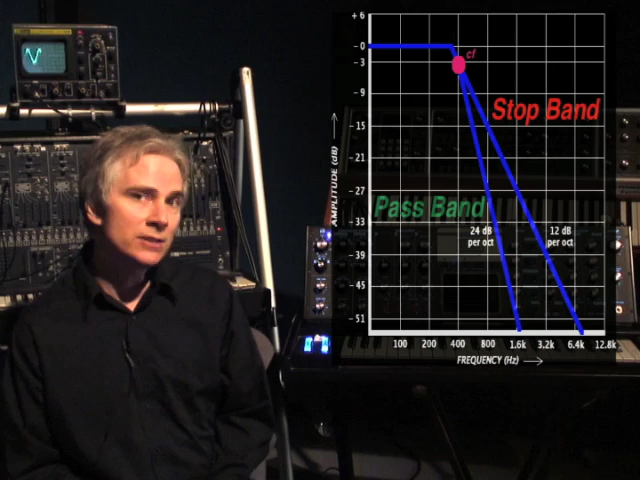 + 6
- 0
- 3
cf
- 9
Stop Band
- 15
- 21
- 27
Pass Band
- 33
24 dB
per oct
12 dB
per oct
- 39
- 45
- 51
AMPLITUDE (dB)
100 200 400 800 1.6k 3.2k 6.4k 12.8k
FREQUENCY (Hz)